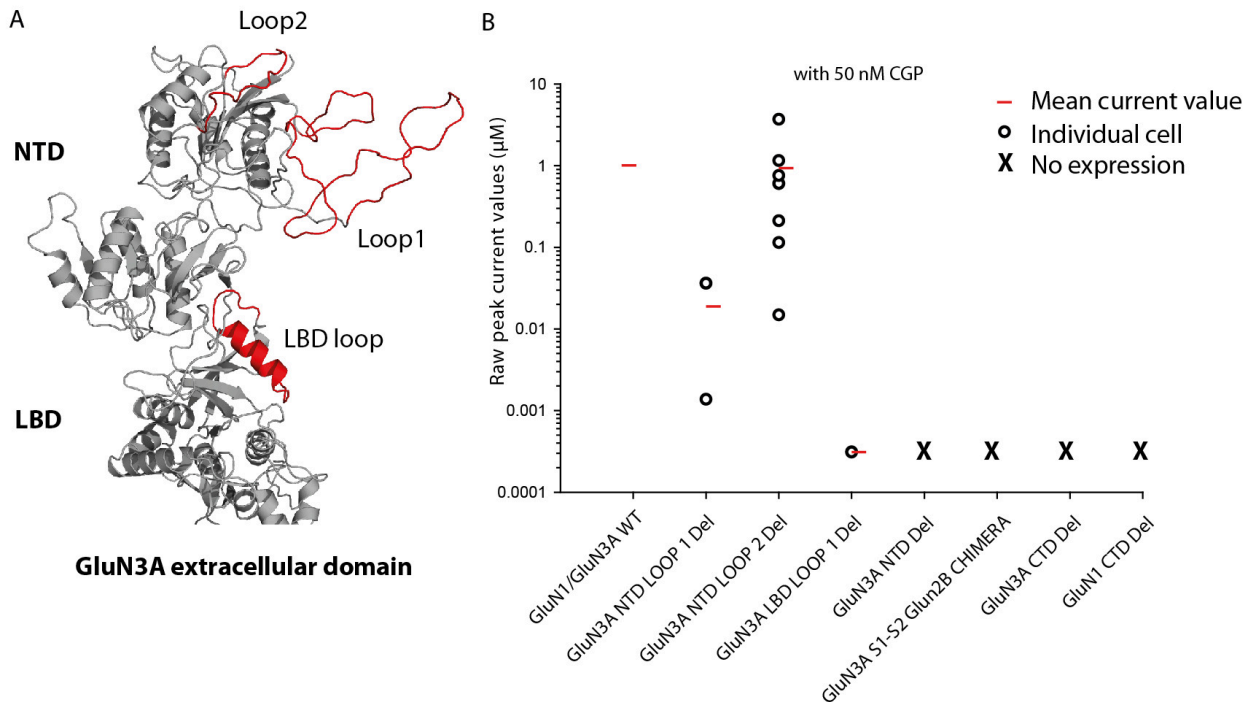 A
Loop2
NTD
Loop1
LBD loop
LBD
GluN3A extracellular domain
B
with 50 nM CGP
Raw peak current values (µM)
10
1
0.1
0.01
0.001
0.0001
Mean current value
Individual cell
X No expression
X X X X
GluN1/GluN3A WT
GluN3A NTD LOOP 1 Del
GluN3A NTD LOOP 2 Del
GluN3A LBD LOOP 1 Del
GluN3A NTD Del
GluN3A S1-S2 Glun2B CHIMERA
GluN3A CTD Del
GluN1 CTD Del